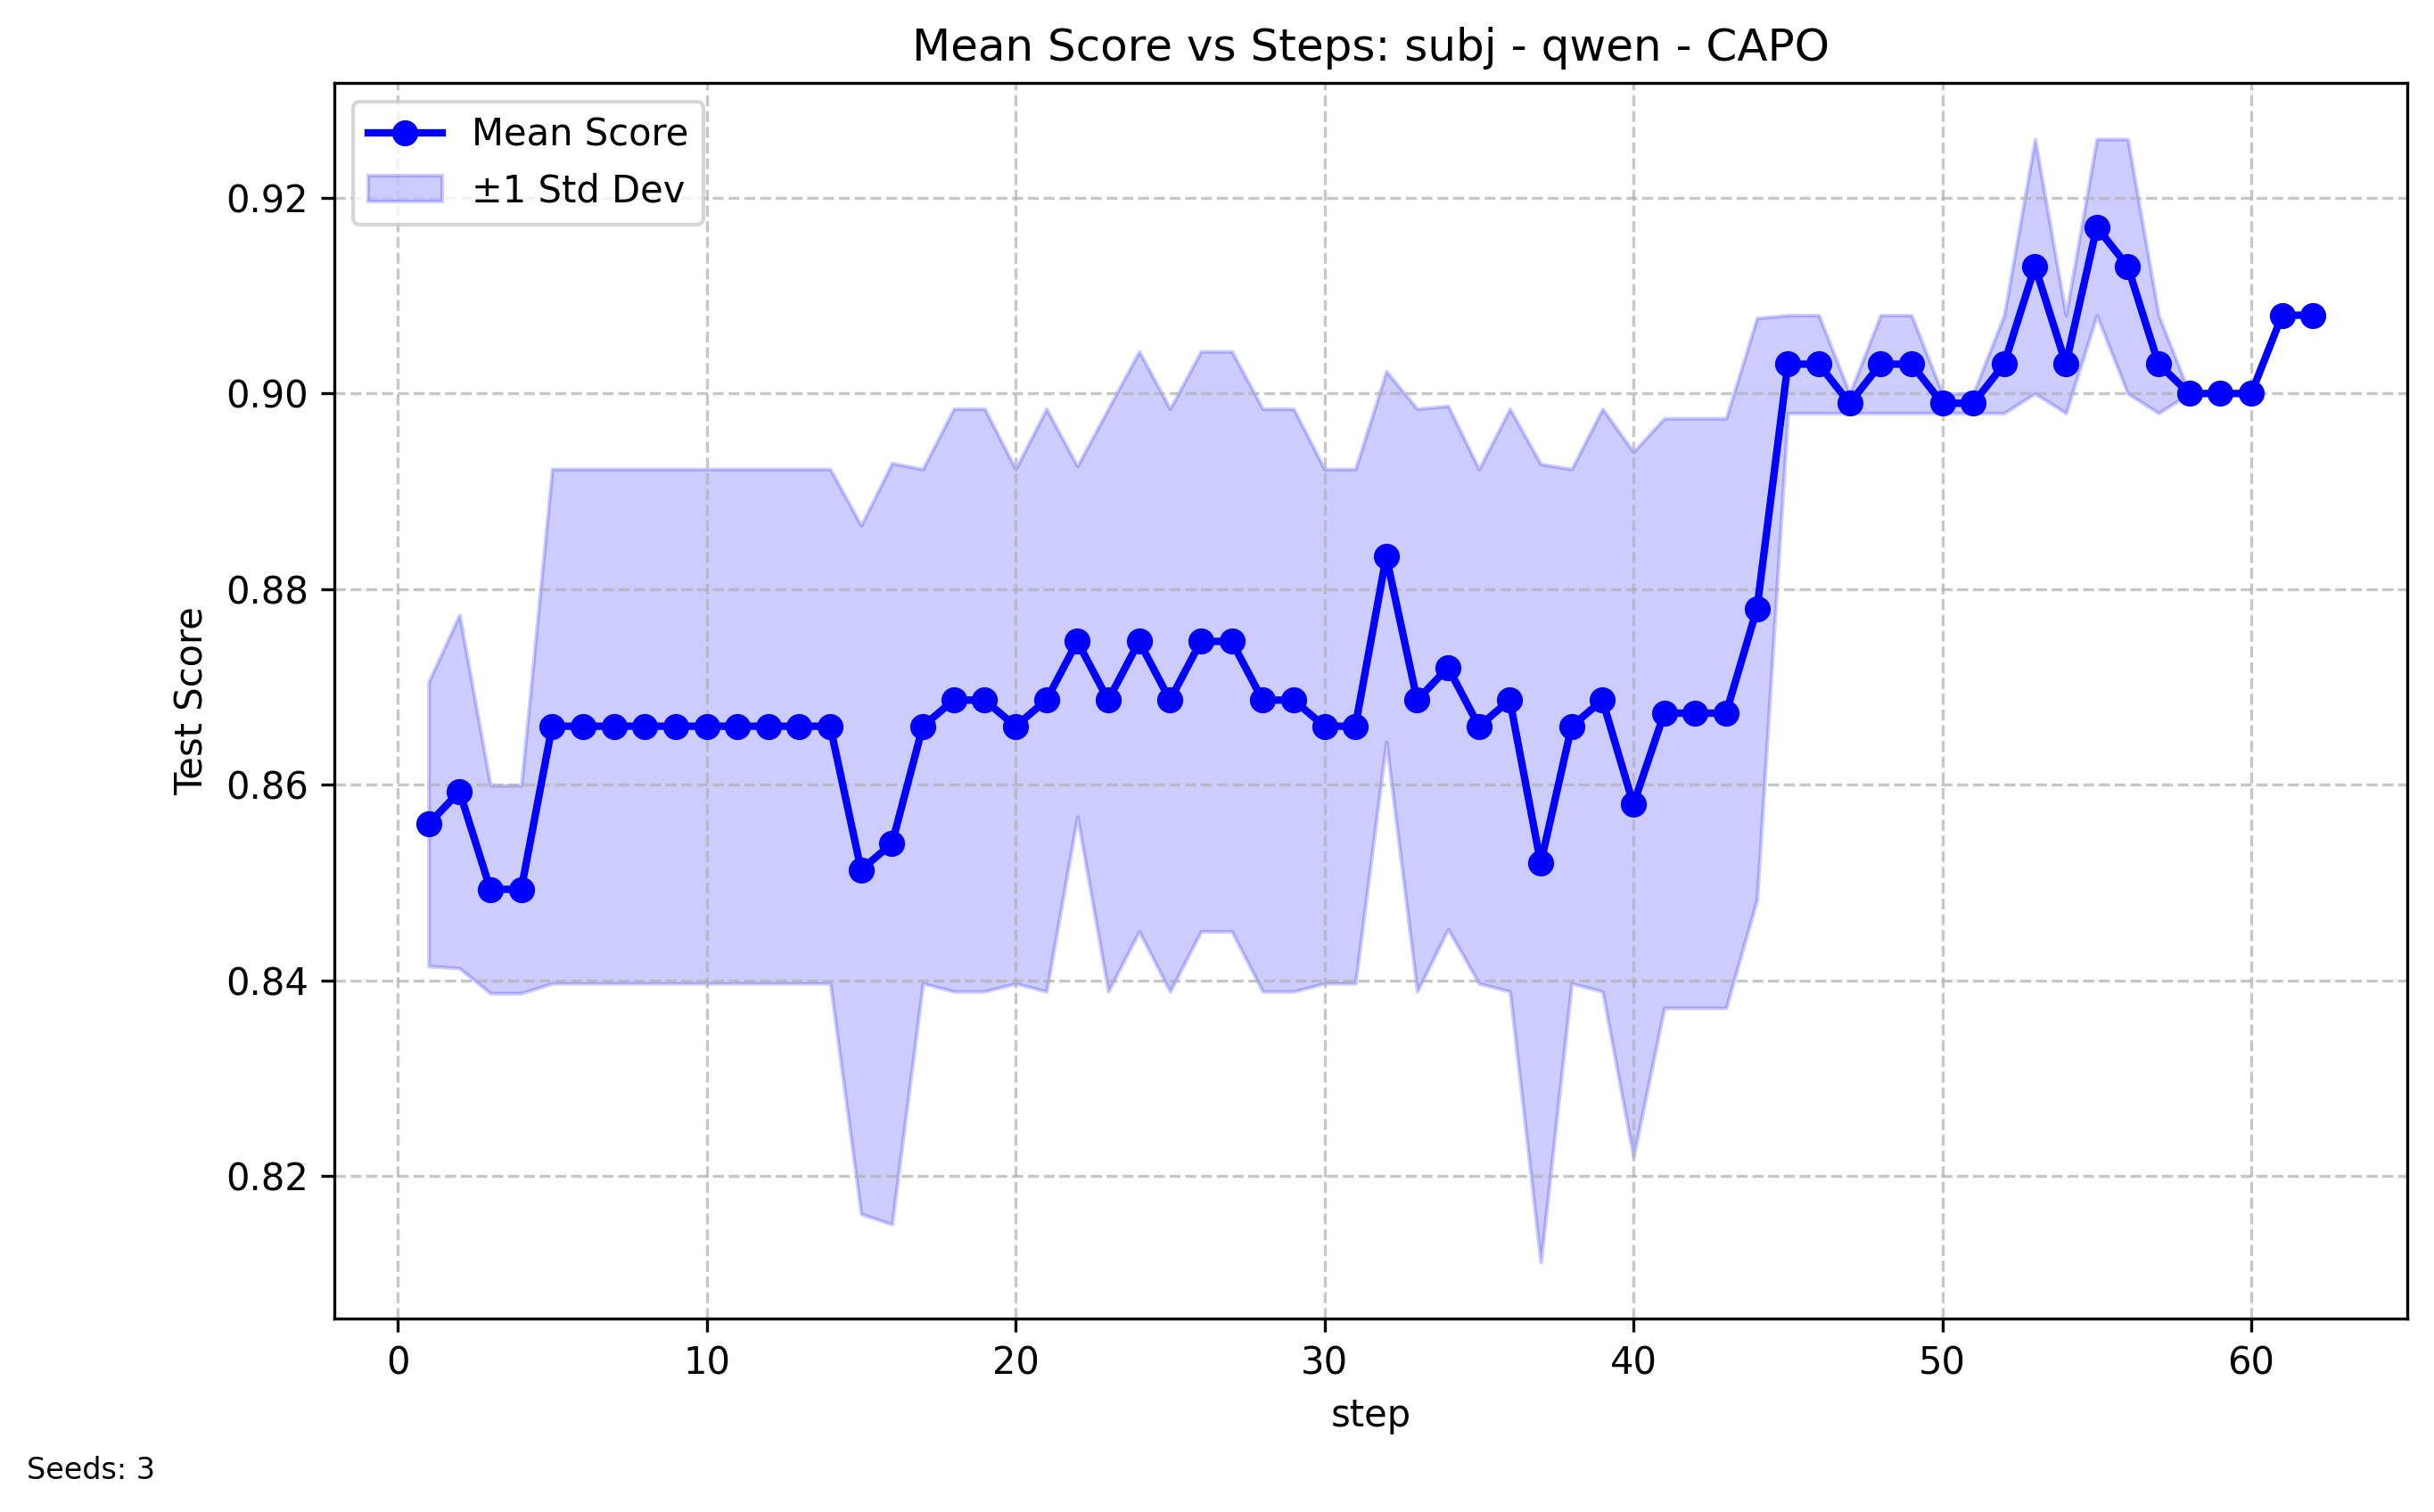 Mean Score vs Steps: subj - qwen - CAPO
Mean Score
±1 Std Dev
Test Score
0.92
0.90
0.88
0.86
0.84
0.82
0 10 20 30 40 50 60
step
Seeds: 3